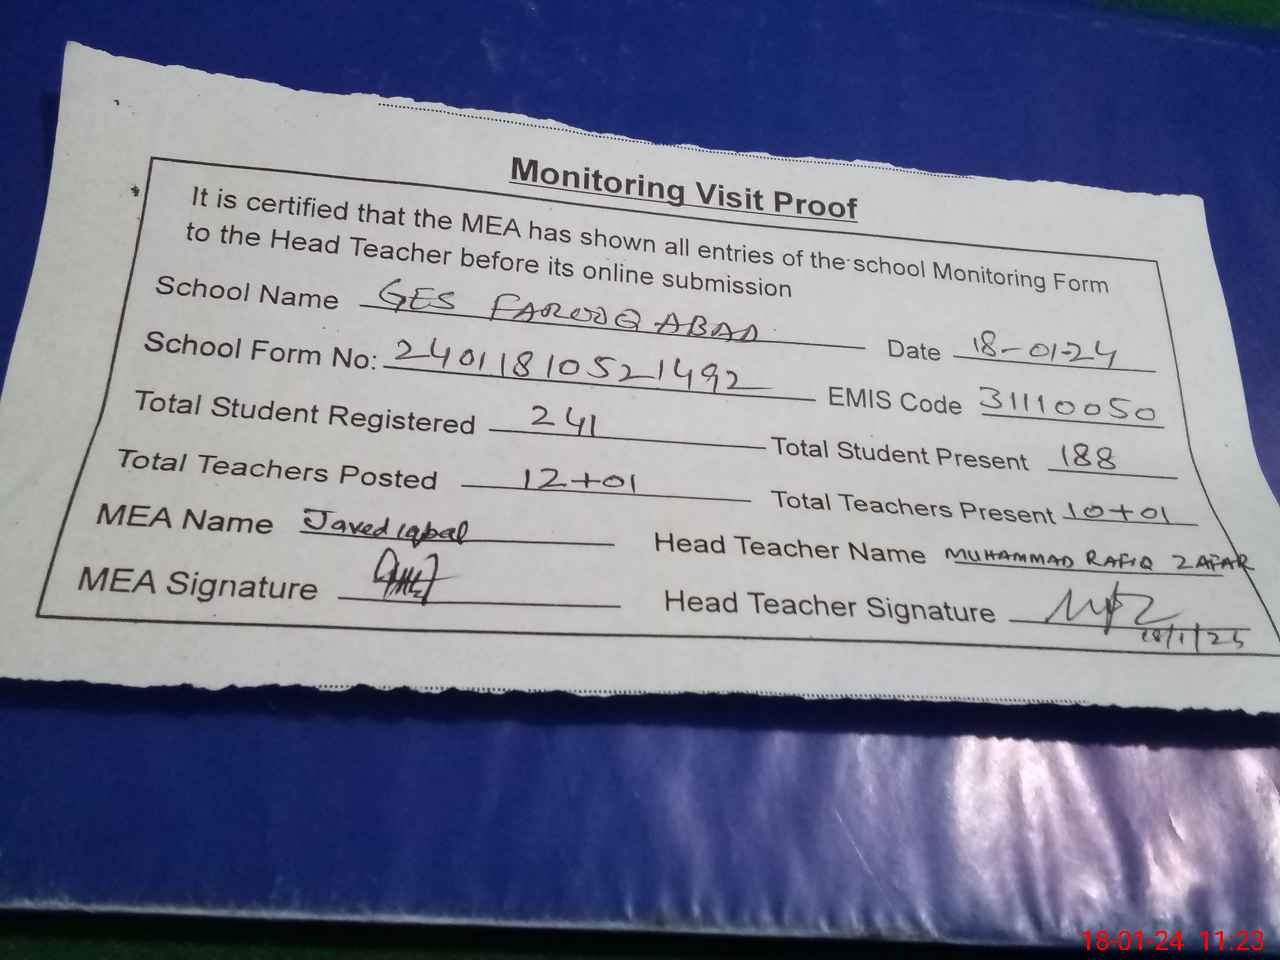 Monitoring Visit Proof
It is certified that the MEA has shown all entries of the school Monitoring Form
to the Head Teacher before its online submission
School Name GES FAROOQ ABAD Date 18-01-24
School Form No: 24011810521492 EMIS Code 31110050
Total Student Registered 241 Total Student Present 188
Total Teachers Posted 12+01 Total Teachers Present 10+01
MEA Name Javed iqbal Head Teacher Name MUHAMMAD RAFIQ ZAFAR
MEA Signature Head Teacher Signature
18/1/25
18-01-24 11:23